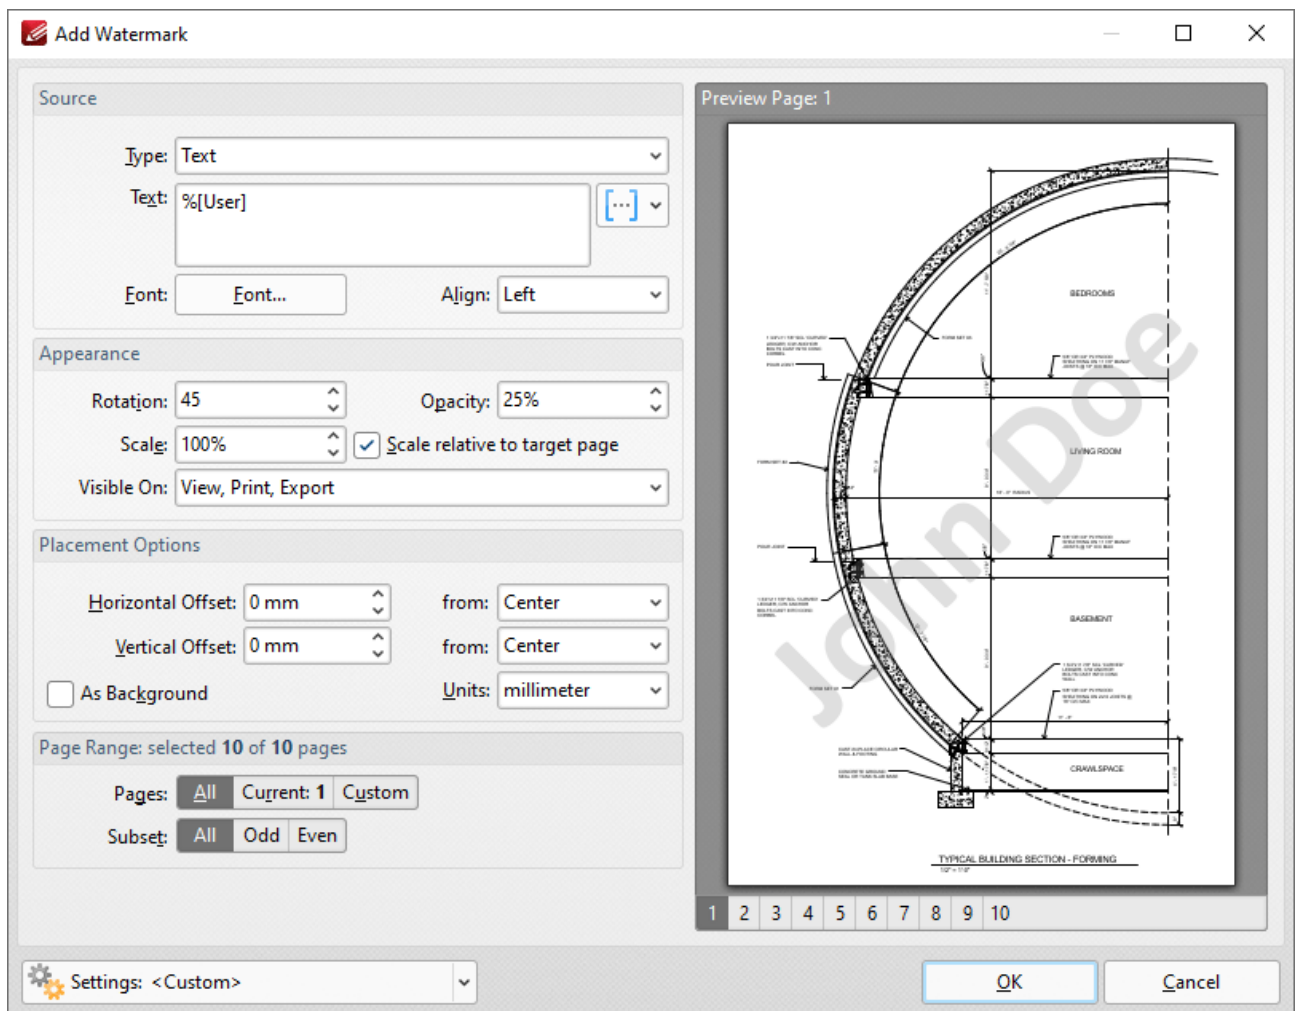 Add Watermark
Source
Type: Text
Text: %[User]
[...]
Font: Font... Align: Left
Appearance
Rotation: 45 Opacity: 25%
Scale: 100% Scale relative to target page
Visible On: View, Print, Export
Placement Options
Horizontal Offset: 0 mm from: Center
Vertical Offset: 0 mm from: Center
As Background Units: millimeter
Page Range: selected 10 of 10 pages
Pages: All Current: 1 Custom
Subset: All Odd Even
Settings: <Custom>
Preview Page: 1
BEDROOMS
LIVING ROOM
BASEMENT
CRAWLSPACE
John Doe
TYPICAL BUILDING SECTION - FORMING
1 2 3 4 5 6 7 8 9 10
OK Cancel